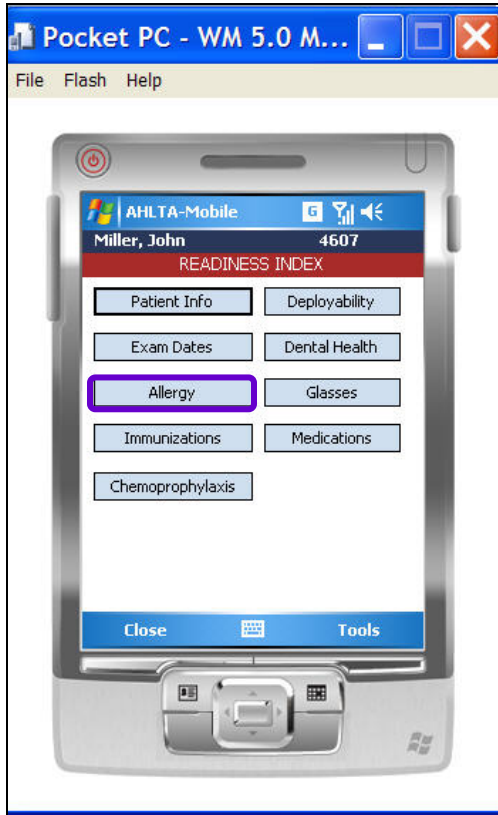 Pocket PC - WM 5.0 M...
File Flash Help
AHLTA-Mobile G
Miller, John 4607
READINESS INDEX
Patient Info Deployability
Exam Dates Dental Health
Allergy Glasses
Immunizations Medications
Chemoprophylaxis
Close Tools